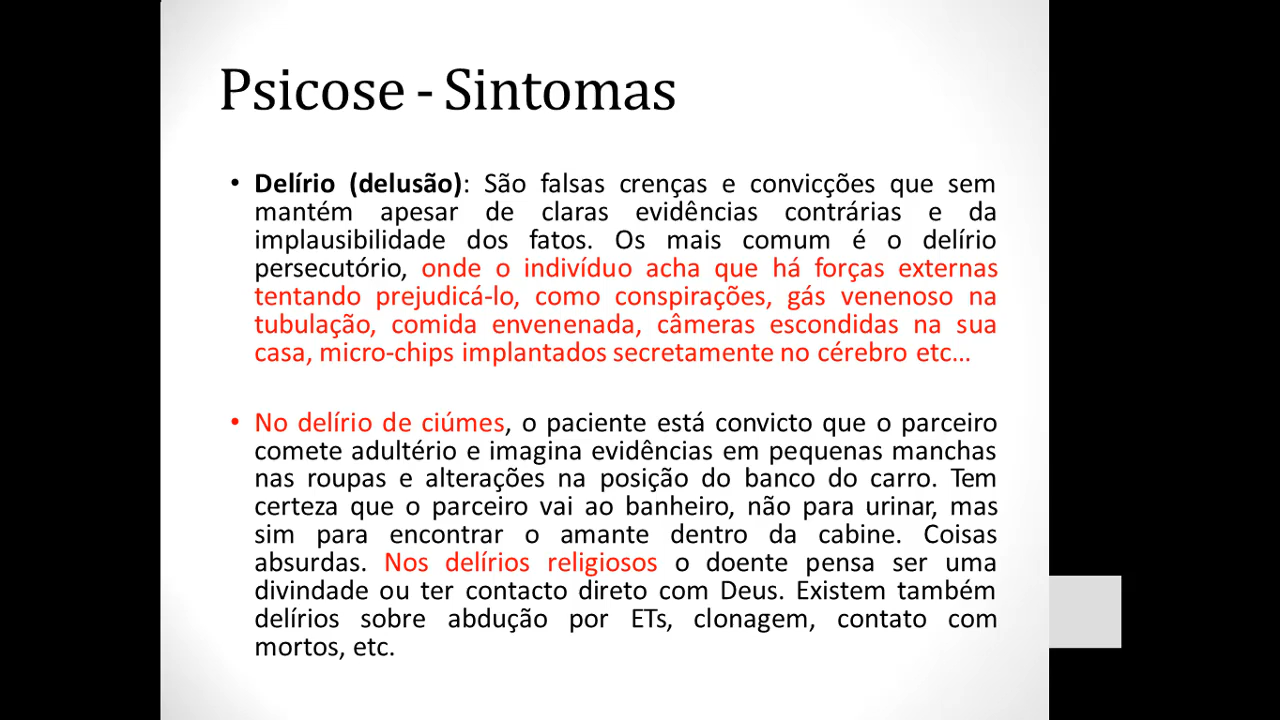 Psicose - Sintomas
• Delírio (delusão): São falsas crenças e convicções que sem
mantém apesar de claras evidências contrárias e da
implausibilidade dos fatos. Os mais comum é o delírio
persecutório, onde o indivíduo acha que há forças externas
tentando prejudicá-lo, como conspirações, gás venenoso na
tubulação, comida envenenada, câmeras escondidas na sua
casa, micro-chips implantados secretamente no cérebro etc...
• No delírio de ciúmes, o paciente está convicto que o parceiro
comete adultério e imagina evidências em pequenas manchas
nas roupas e alterações na posição do banco do carro. Tem
certeza que o parceiro vai ao banheiro, não para urinar, mas
sim para encontrar o amante dentro da cabine. Coisas
absurdas. Nos delírios religiosos o doente pensa ser uma
divindade ou ter contacto direto com Deus. Existem também
delírios sobre abdução por ETs, clonagem, contato com
mortos, etc.